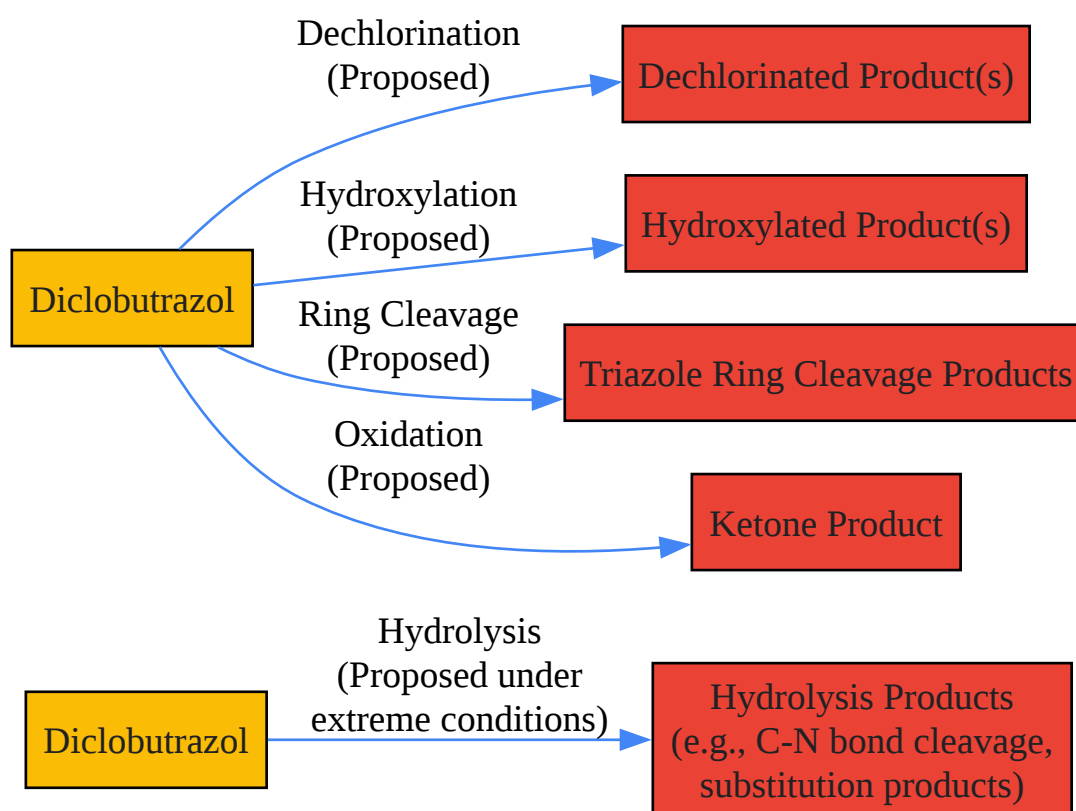 Dechlorination
(Proposed)
Dechlorinated Product(s)
Hydroxylation
(Proposed)
Hydroxylated Product(s)
Diclobutrazol
Ring Cleavage
(Proposed)
Triazole Ring Cleavage Products
Oxidation
(Proposed)
Ketone Product
Hydrolysis
(Proposed under
extreme conditions)
Diclobutrazol
Hydrolysis Products
(e.g., C-N bond cleavage,
substitution products)